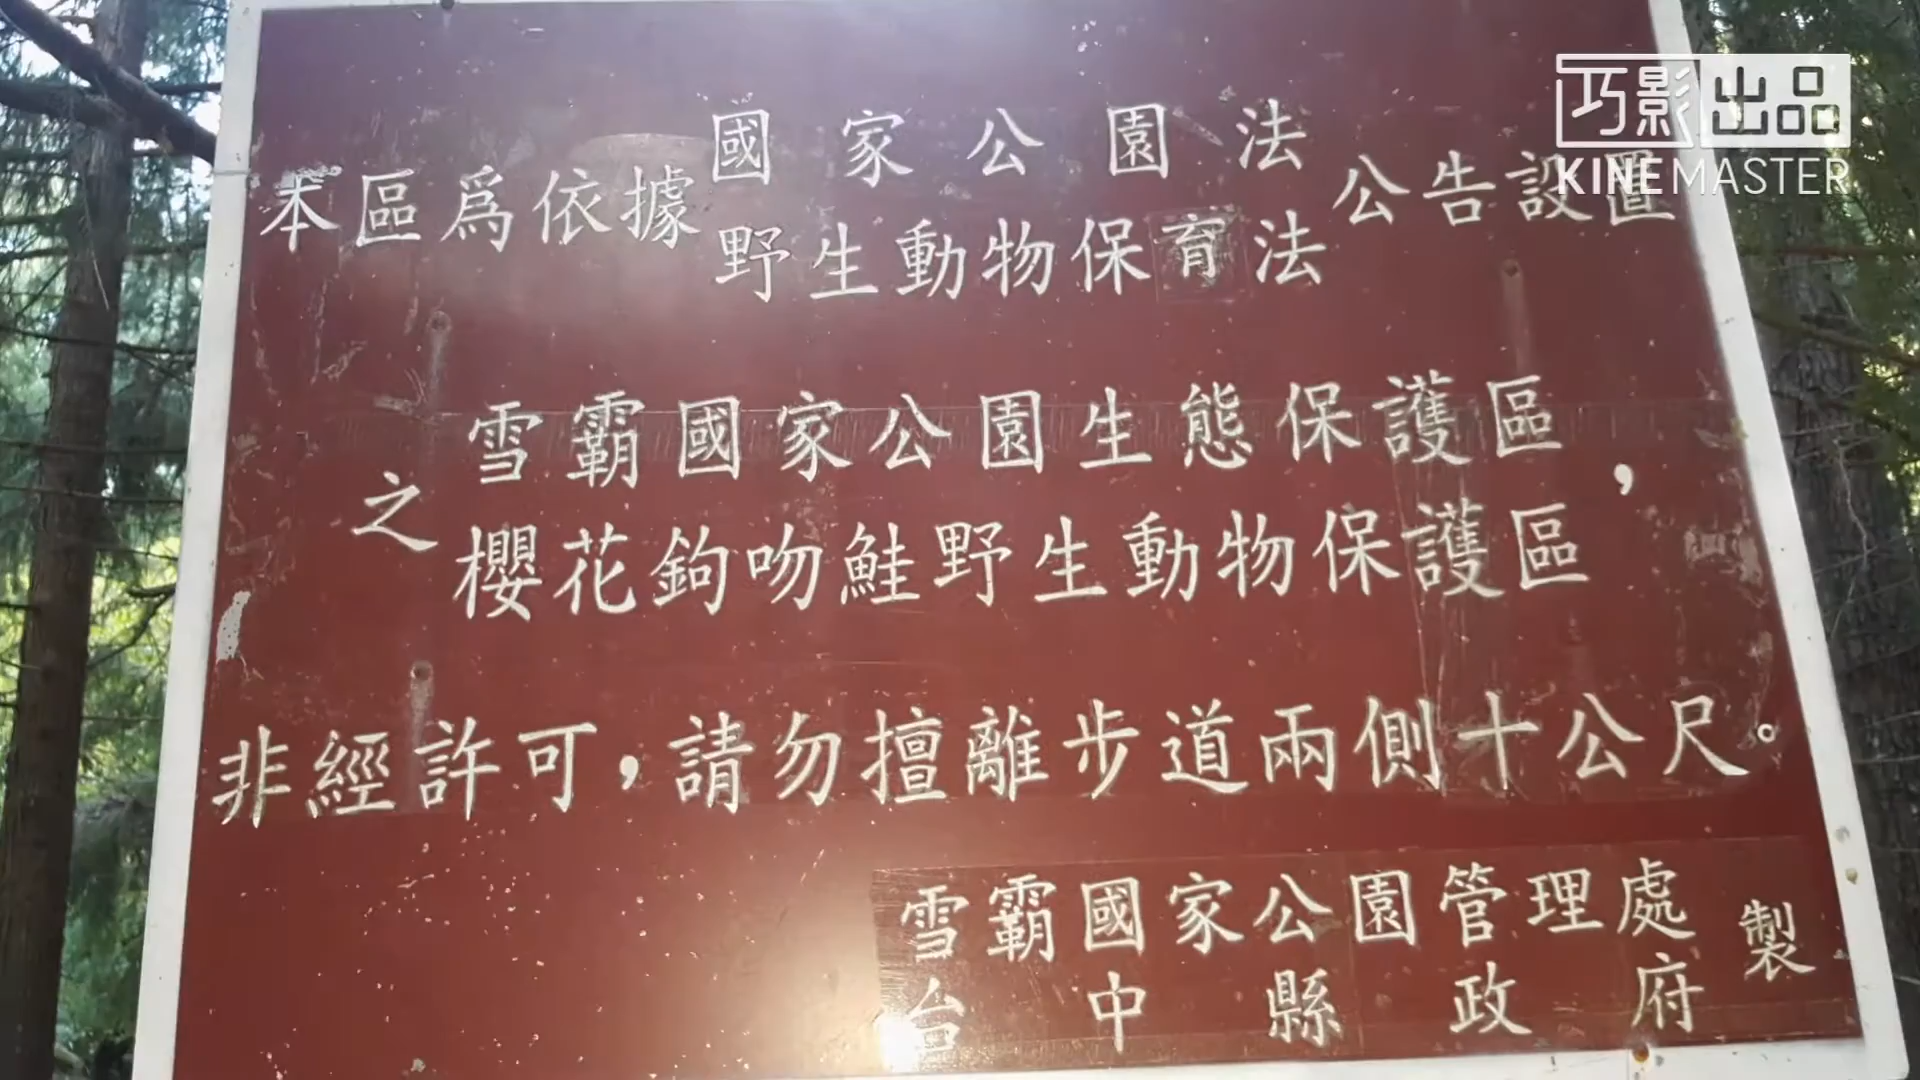 巧影出品
KINEMASTER
本區爲依據國家公園法公告設置
野生動物保育法
之雪霸國家公園生態保護區，
櫻花鉤吻鮭野生動物保護區
非經許可，請勿擅離步道兩側十公尺。
雪霸國家公園管理處製
台中縣政府